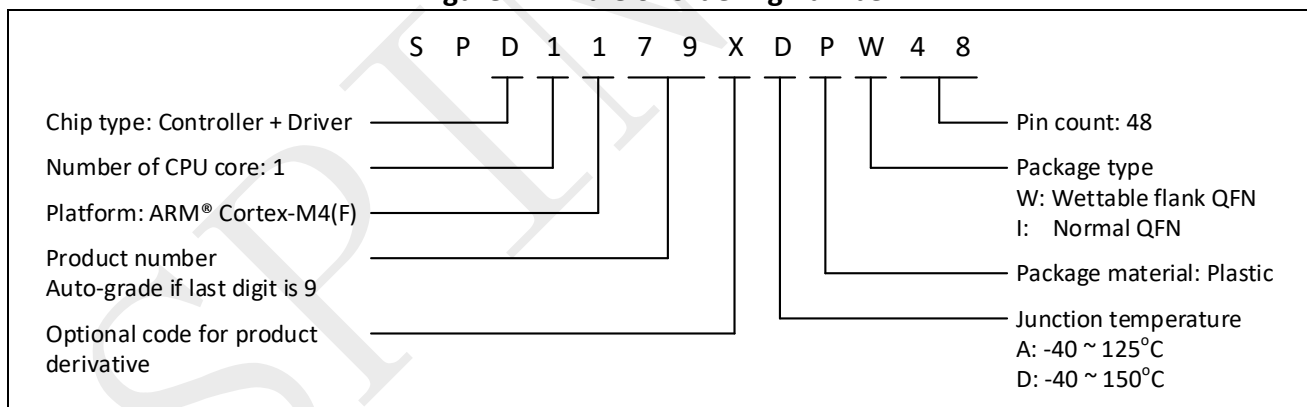 S P D 1 1 7 9 X D P W 4 8
Chip type: Controller + Driver
Number of CPU core: 1
Platform: ARM® Cortex-M4(F)
Product number
Auto-grade if last digit is 9
Optional code for product
derivative
Pin count: 48
Package type
W: Wettable flank QFN
I: Normal QFN
Package material: Plastic
Junction temperature
A: -40 ~ 125°C
D: -40 ~ 150°C
SPIN